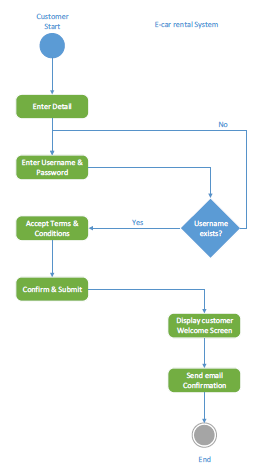 Customer
Start
E-car rental System
Enter Detail
No
Enter Username &
Password
Username
exists?
Yes
Accept Terms &
Conditions
Confirm & Submit
Display customer
Welcome Screen
Send email
Confirmation
End